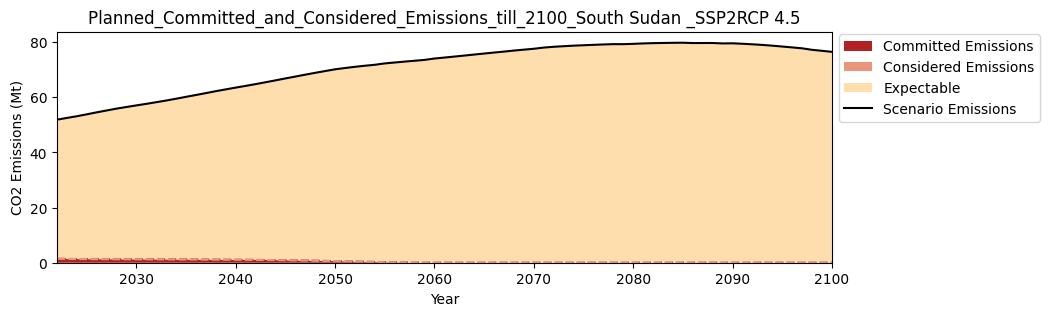 Planned_Committed_and_Considered_Emissions_till_2100_South Sudan _SSP2RCP 4.5
80
60
40
20
0
CO2 Emissions (Mt)
2030 2040 2050 2060 2070 2080 2090 2100
Year
Committed Emissions
Considered Emissions
Expectable
Scenario Emissions